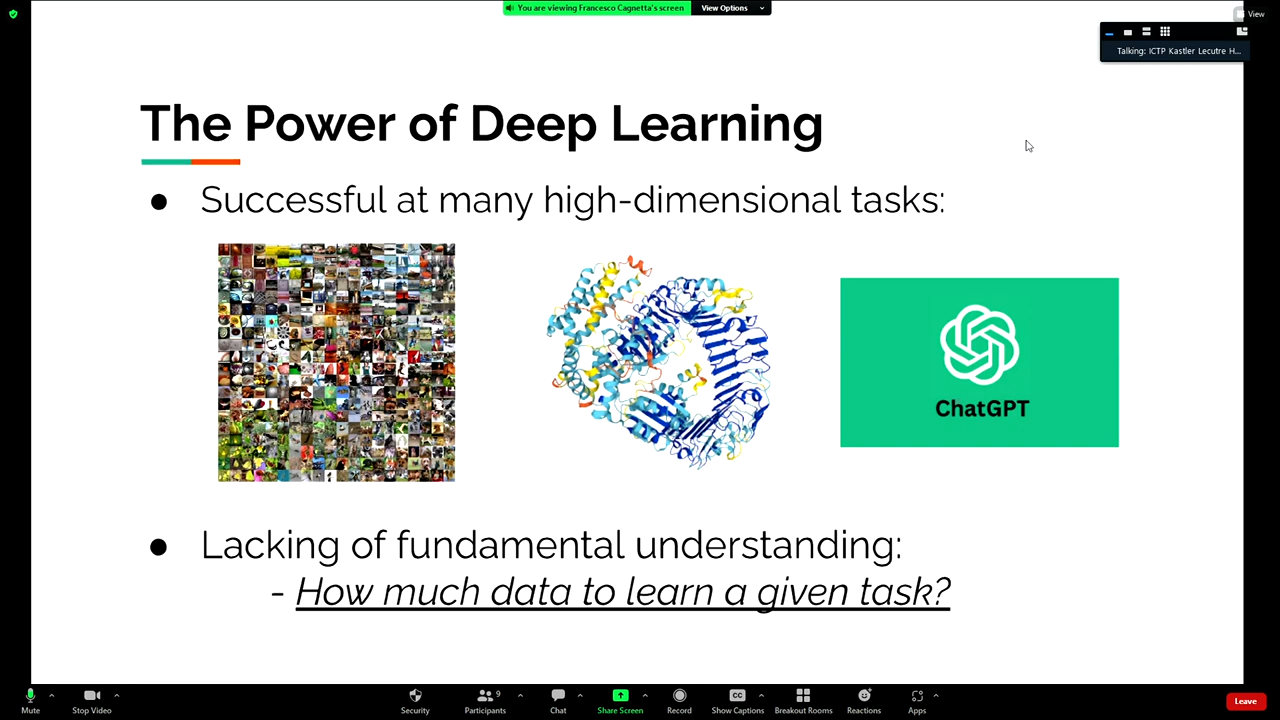 You are viewing Francesco Cagnetta's screen
View Options
View
Talking: ICTP Kastler Lecutre H...
The Power of Deep Learning
● Successful at many high-dimensional tasks:
ChatGPT
● Lacking of fundamental understanding:
- How much data to learn a given task?
Mute
Stop Video
Security
9
Participants
Chat
Share Screen
Record
CC
Show Captions
Breakout Rooms
Reactions
Apps
Leave